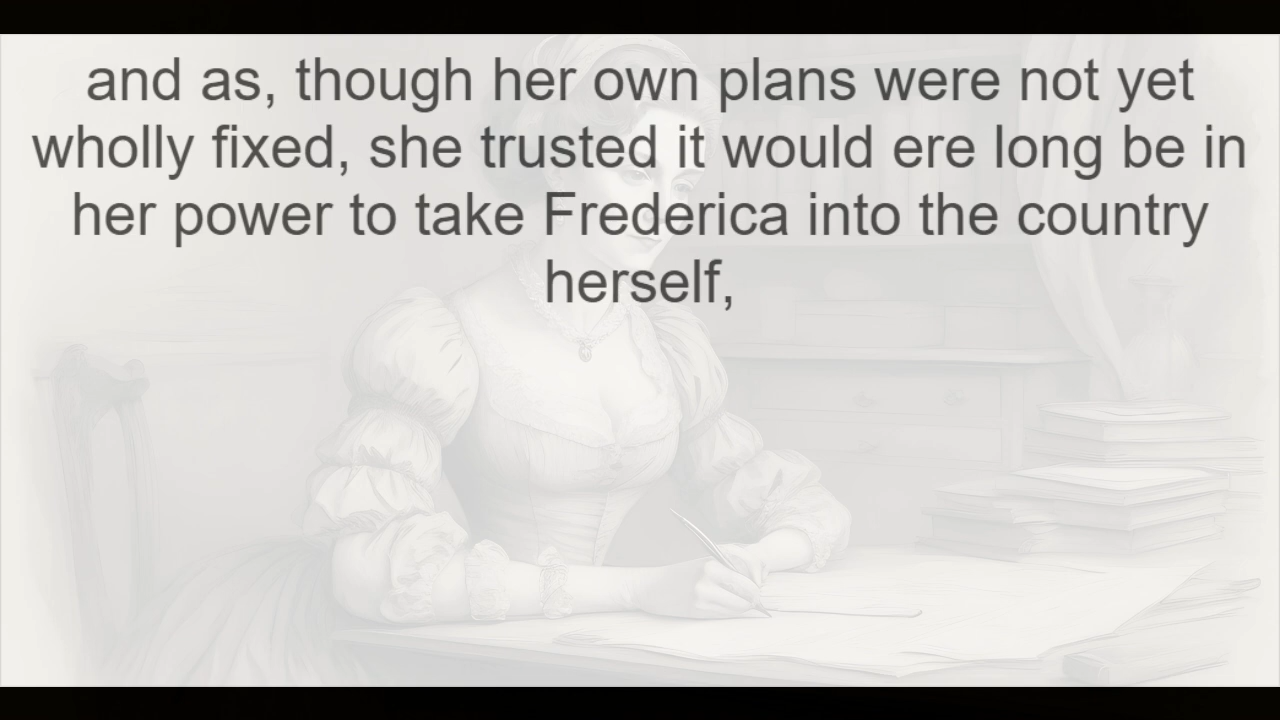 and as, though her own plans were not yet
wholly fixed, she trusted it would ere long be in
her power to take Frederica into the country
herself,